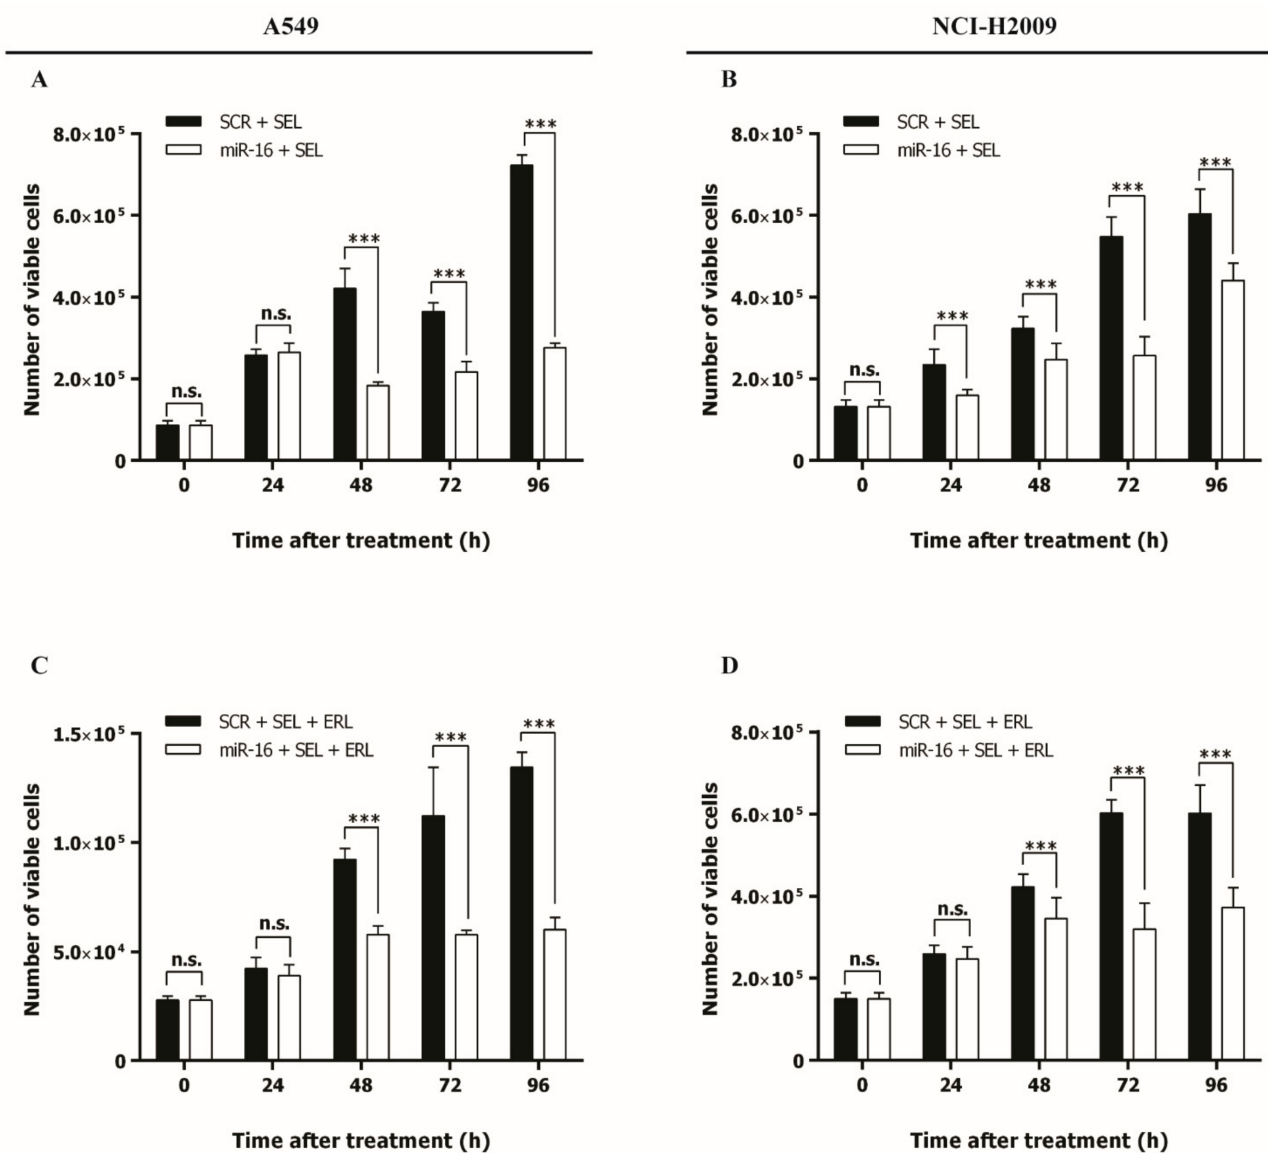 A549
NCI-H2009
A
SCR + SEL
miR-16 + SEL
Number of viable cells
8.0×10⁵
6.0×10⁵
4.0×10⁵
2.0×10⁵
0
n.s.
n.s.
***
***
***
0 24 48 72 96
Time after treatment (h)
B
SCR + SEL
miR-16 + SEL
Number of viable cells
8.0×10⁵
6.0×10⁵
4.0×10⁵
2.0×10⁵
0
n.s.
***
***
***
***
0 24 48 72 96
Time after treatment (h)
C
SCR + SEL + ERL
miR-16 + SEL + ERL
Number of viable cells
1.5×10⁵
1.0×10⁵
5.0×10⁴
0
n.s.
n.s.
***
***
***
0 24 48 72 96
Time after treatment (h)
D
SCR + SEL + ERL
miR-16 + SEL + ERL
Number of viable cells
8.0×10⁵
6.0×10⁵
4.0×10⁵
2.0×10⁵
0
n.s.
n.s.
***
***
***
0 24 48 72 96
Time after treatment (h)